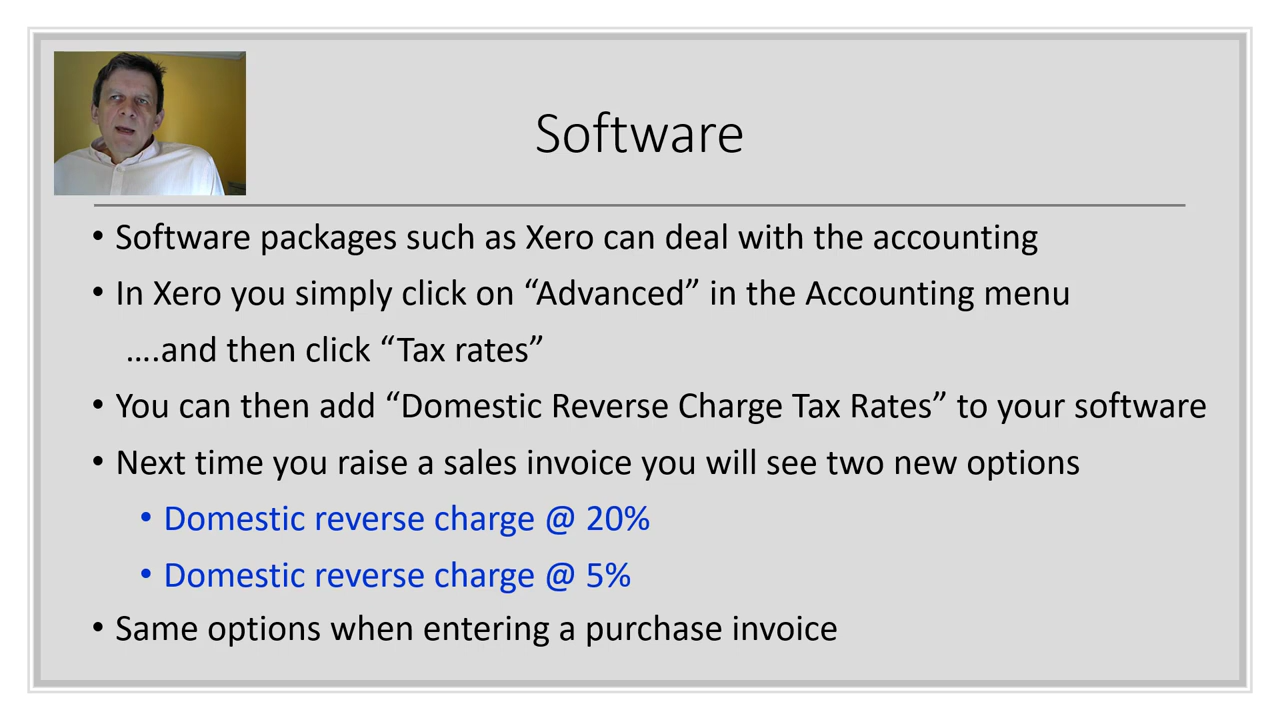 Software
• Software packages such as Xero can deal with the accounting
• In Xero you simply click on “Advanced” in the Accounting menu
….and then click “Tax rates”
• You can then add “Domestic Reverse Charge Tax Rates” to your software
• Next time you raise a sales invoice you will see two new options
• Domestic reverse charge @ 20%
• Domestic reverse charge @ 5%
• Same options when entering a purchase invoice